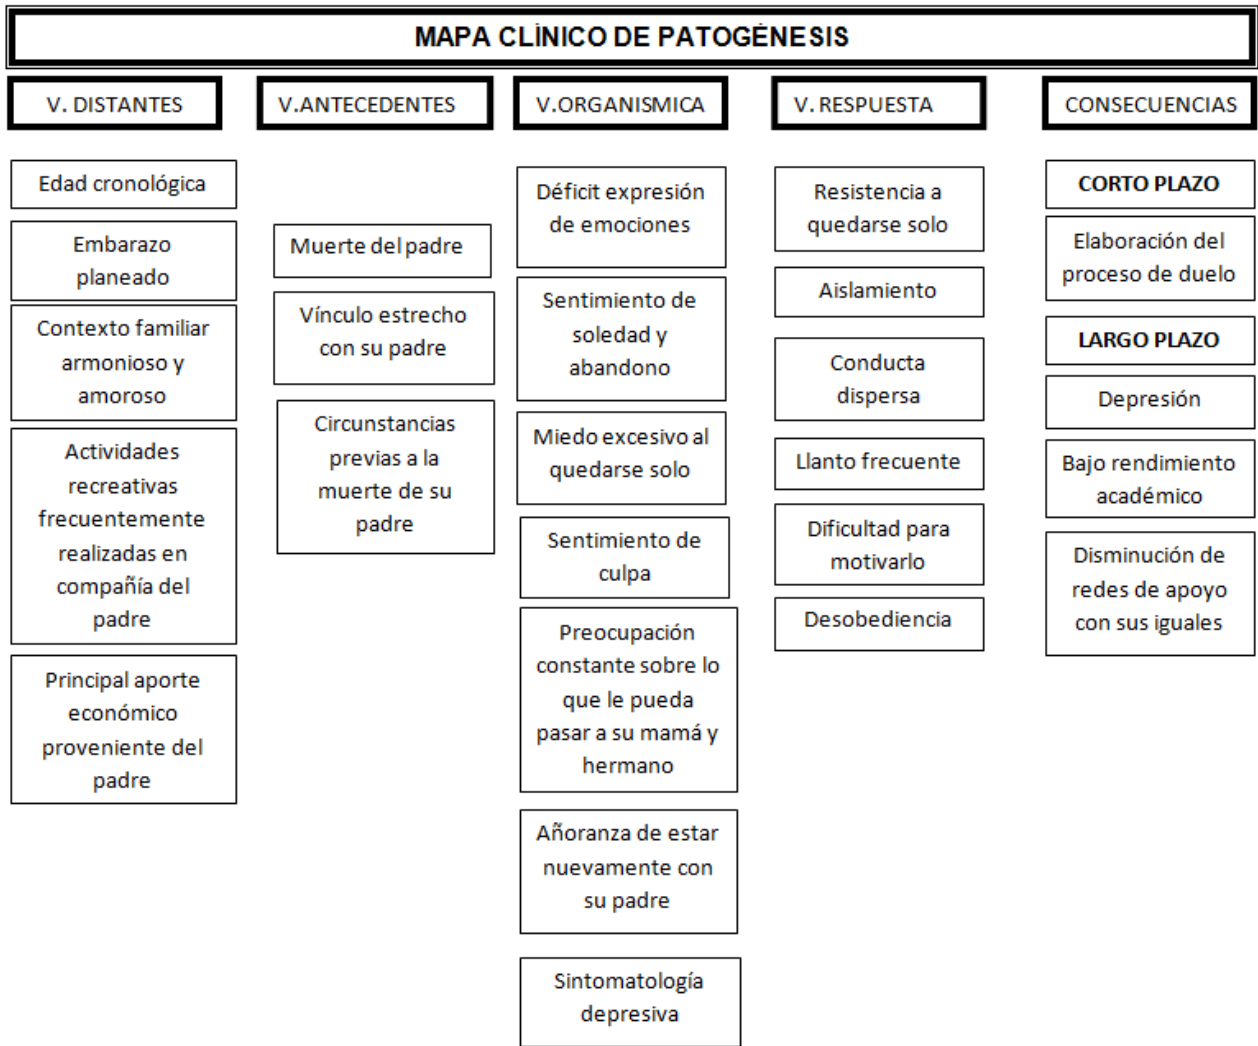 MAPA CLÍNICO DE PATOGÉNESIS
V. DISTANTES
Edad cronológica
Embarazo
planeado
Contexto familiar
armonioso y
amoroso
Actividades
recreativas
frecuentemente
realizadas en
compañía del
padre
Principal aporte
económico
proveniente del
padre
V.ANTECEDENTES
Muerte del padre
Vínculo estrecho
con su padre
Circunstancias
previas a la
muerte de su
padre
V.ORGANISMICA
Déficit expresión
de emociones
Sentimiento de
soledad y
abandono
Miedo excesivo al
quedarse solo
Sentimiento de
culpa
Preocupación
constante sobre lo
que le pueda
pasar a su mamá y
hermano
Añoranza de estar
nuevamente con
su padre
Sintomatología
depresiva
V. RESPUESTA
Resistencia a
quedarse solo
Aislamiento
Conducta
dispersa
Llanto frecuente
Dificultad para
motivarlo
Desobediencia
CONSECUENCIAS
CORTO PLAZO
Elaboración del
proceso de duelo
LARGO PLAZO
Depresión
Bajo rendimiento
académico
Disminución de
redes de apoyo
con sus iguales